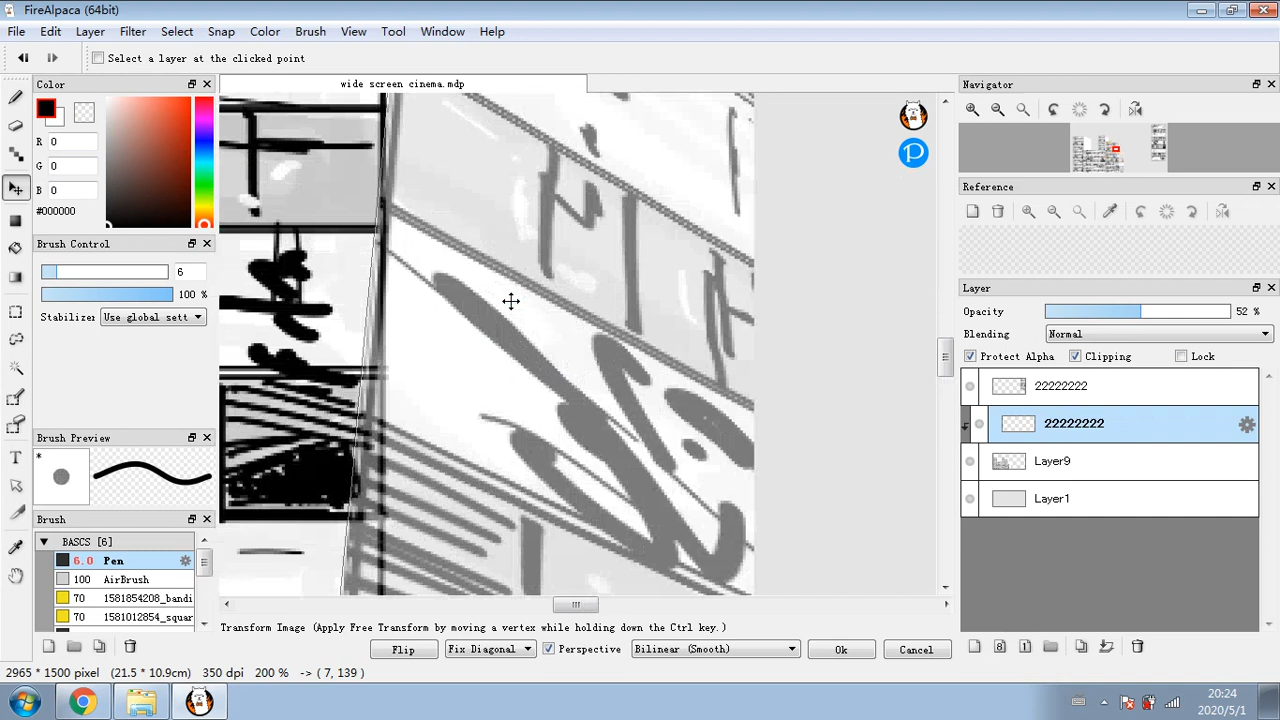 FireAlpaca (64bit)
File Edit Layer Filter Select Snap Color Brush View Tool Window Help
Select a layer at the clicked point
Color
wide screen cinema.mdp
Navigator
R 0
G 0
B 0
#000000
Reference
Brush Control
6
100 %
Stabilizer Use global sett
Layer
Opacity 52 %
Blending Normal
Protect Alpha Clipping Lock
22222222
22222222
Layer9
Layer1
Brush Preview
*
Brush
BASCS [6]
6.0 Pen
100 AirBrush
70 1581854208_bandi
70 1581012854_squar
Transform Image (Apply Free Transform by moving a vertex while holding down the Ctrl key.)
Flip Fix Diagonal Perspective Bilinear (Smooth) Ok Cancel
2965 * 1500 pixel (21.5 * 10.9cm) 350 dpi 200 % -> ( 7, 139 )
20:24
2020/5/1